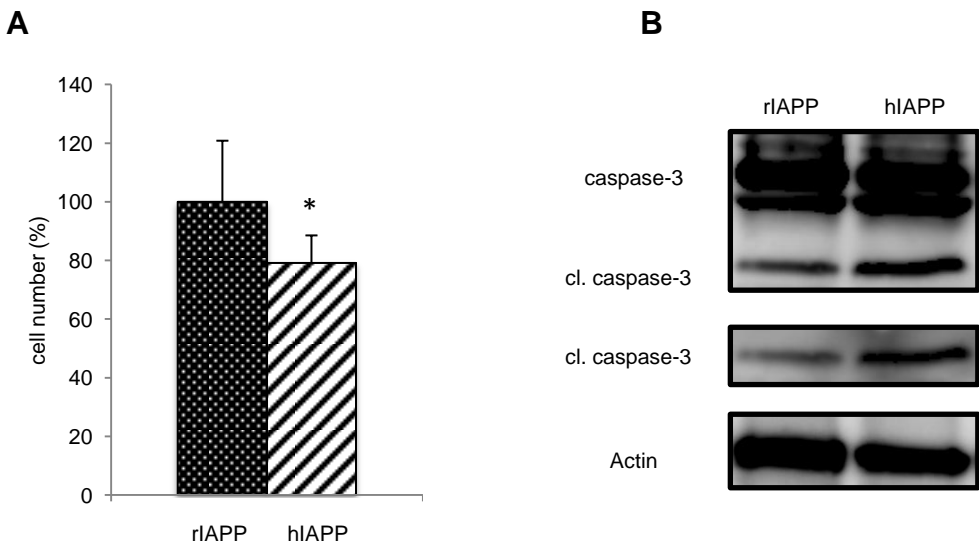 A
B
140
120
100
80
60
40
20
0
cell number (%)
*
rIAPP hIAPP
rIAPP hIAPP
caspase-3
cl. caspase-3
cl. caspase-3
Actin